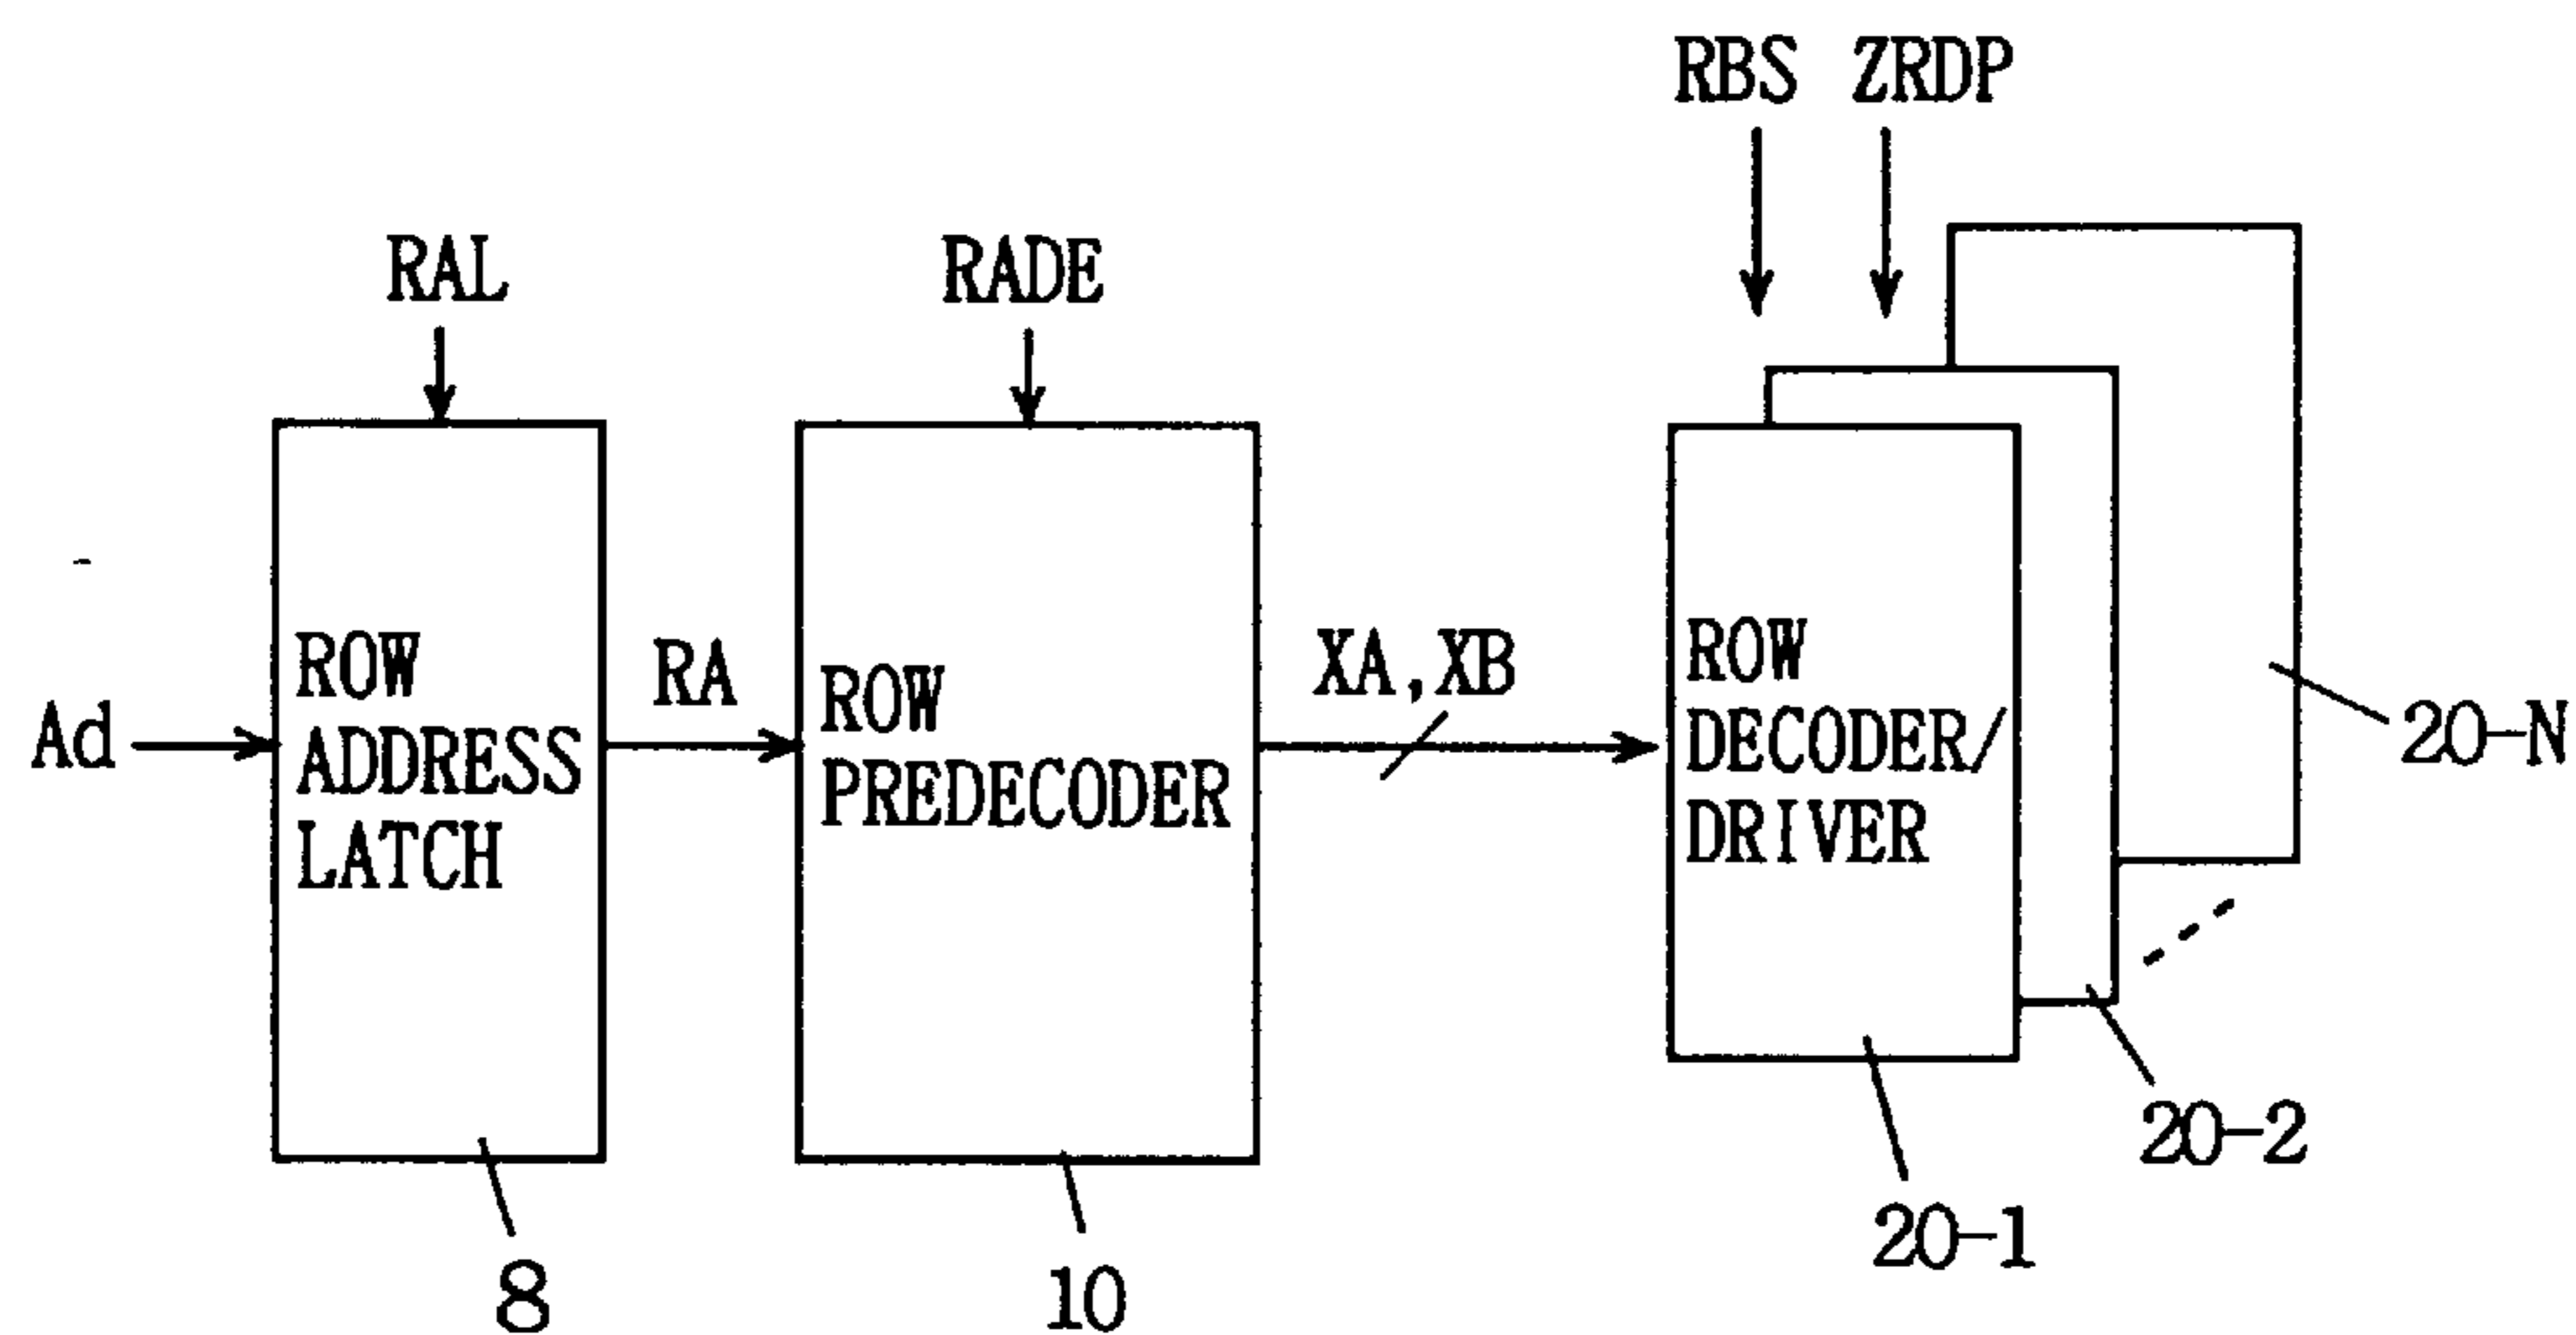 RBS ZRDP
RAL
RADE
Ad
ROW
ADDRESS
LATCH
RA
ROW
PREDECODER
XA,XB
ROW
DECODER/
DRIVER
20-N
20-2
20-1
8
10